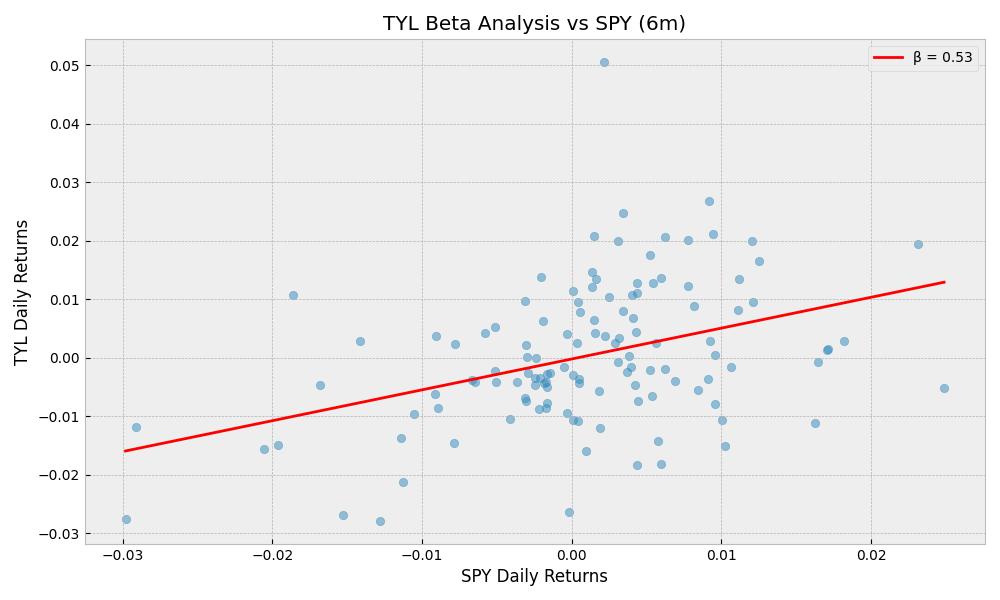 TYL Beta Analysis vs SPY (6m)
β = 0.53
TYL Daily Returns
0.05
0.04
0.03
0.02
0.01
0.00
−0.01
−0.02
−0.03
−0.03 −0.02 −0.01 0.00 0.01 0.02
SPY Daily Returns